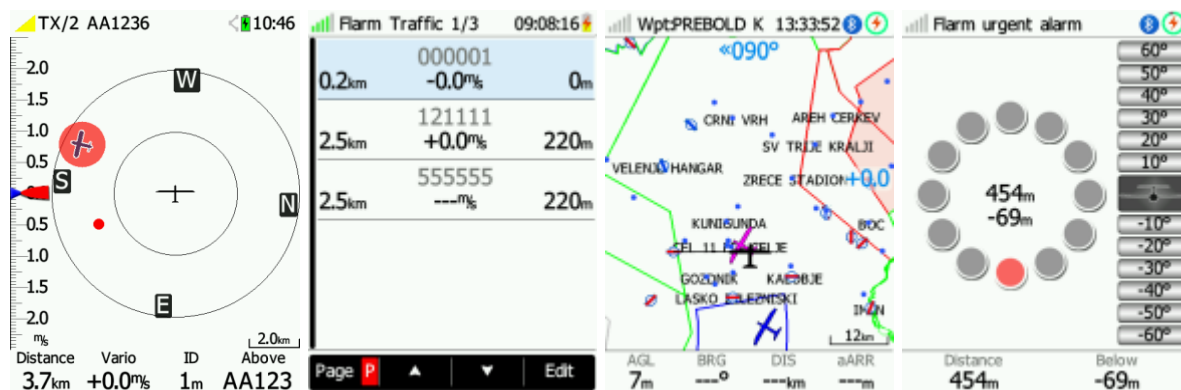 TX/2 AA1236 10:46
2.0
1.5
1.0
0.5
0.5
1.0
1.5
2.0
m/s
W
S
N
E
2.0km
Distance Vario ID Above
3.7km +0.0m/s 1m AA123
Flarm Traffic 1/3 09:08:16
000001
0.2km -0.0m/s 0m
121111
2.5km +0.0m/s 220m
555555
2.5km ---m/s 220m
Page P Edit
Wpt:PREBOLD K 13:33:52
«090°
CRNI VRH AREH CERKEV
SV TRIJE KRALJI
VELENJ HANGAR
ZRECE STADION +0.0
KUNIGUNDA
BOC
GOZDNIK KALOBJE
LASKO ZELEZNISKI
12km
AGL BRG DIS aARR
7m ---° ---km ---m
Flarm urgent alarm
60°
50°
40°
30°
20°
10°
-10°
-20°
-30°
-40°
-50°
-60°
454m
-69m
Distance Below
454m -69m